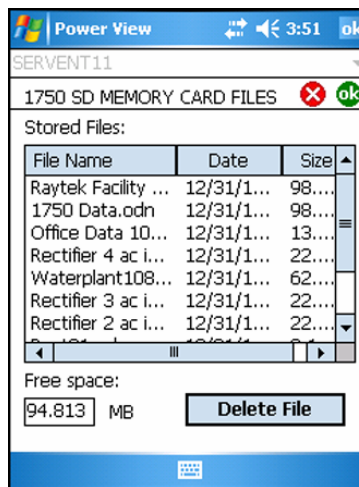 Power View 3:51 ok
SERVENT11
1750 SD MEMORY CARD FILES ok
Stored Files:
File Name Date Size
Raytek Facility ... 12/31/1... 98....
1750 Data.odn 12/31/1... 98....
Office Data 10... 12/31/1... 13....
Rectifier 4 ac i... 12/31/1... 22....
Waterplant108... 12/31/1... 62....
Rectifier 3 ac i... 12/31/1... 22....
Rectifier 2 ac i... 12/31/1... 22....
Free space:
94.813 MB Delete File